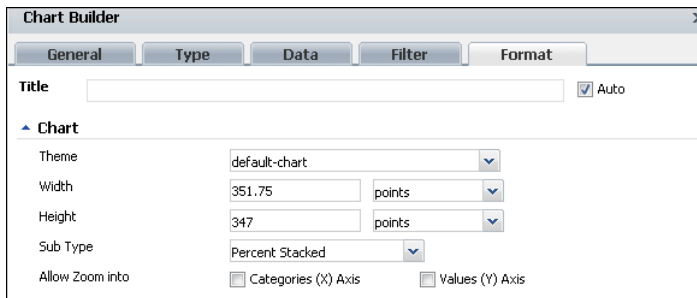 Chart Builder
General Type Data Filter Format
Title Auto
Chart
Theme default-chart
Width 351.75 points
Height 347 points
Sub Type Percent Stacked
Allow Zoom into Categories (X) Axis Values (Y) Axis